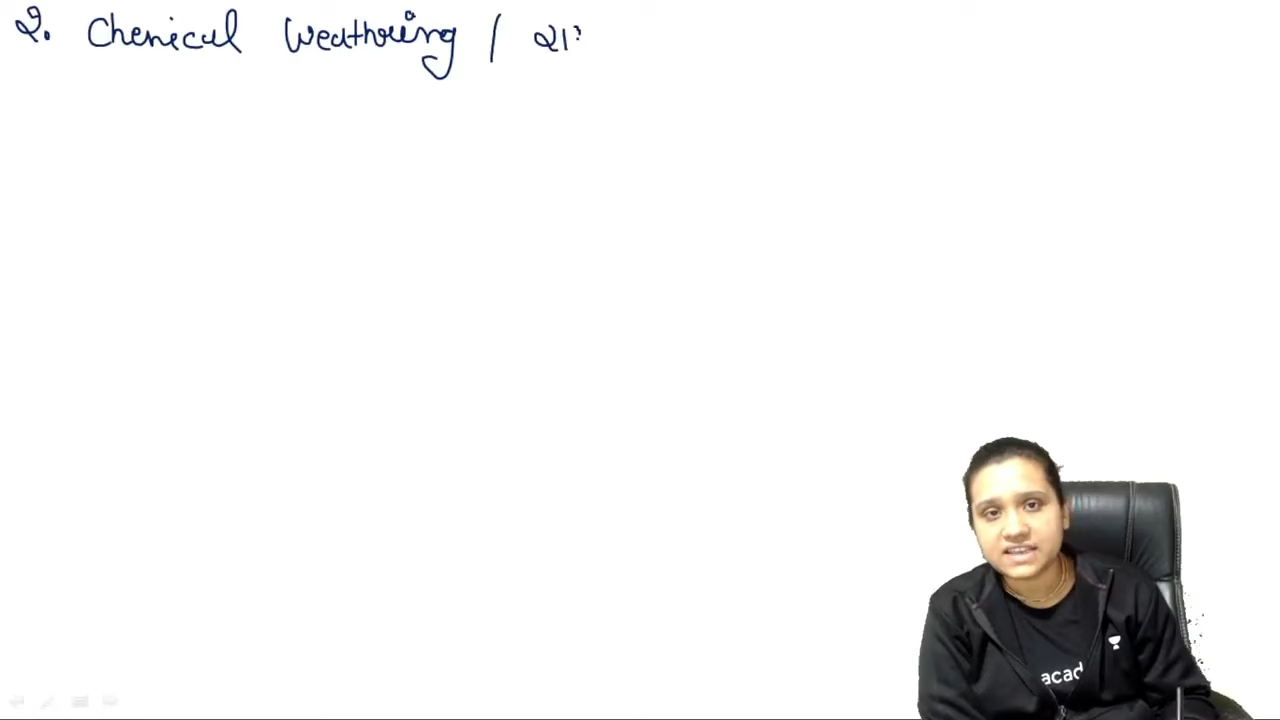 2. Chemical Weathering / रा
acad